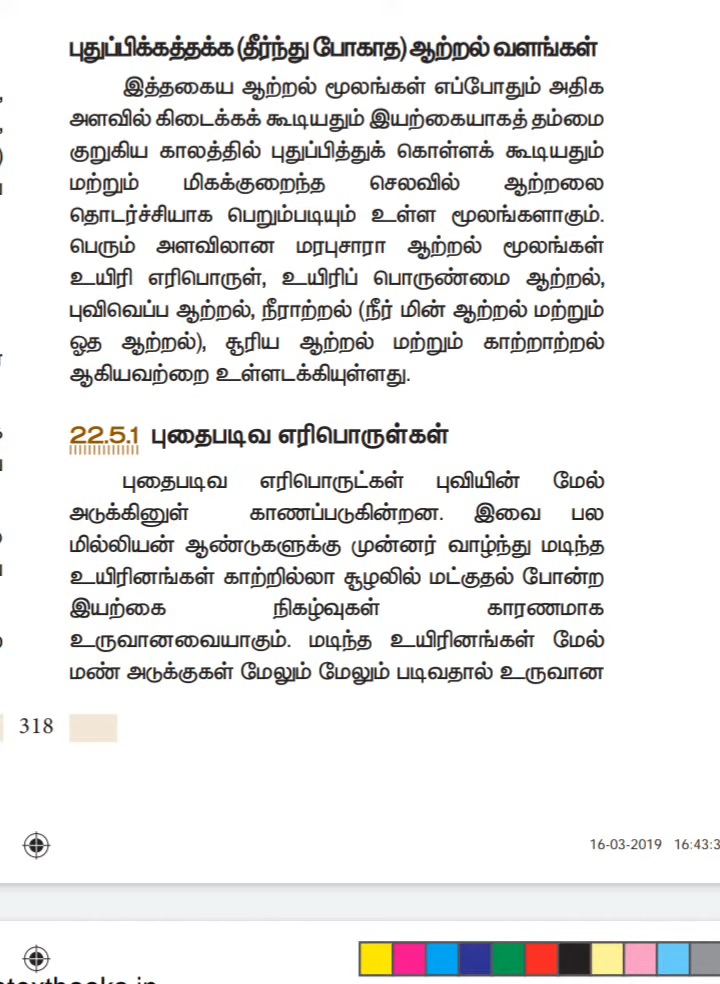 புதுப்பிக்கத்தக்க (தீர்ந்து போகாத) ஆற்றல் வளங்கள்
இத்தகைய ஆற்றல் மூலங்கள் எப்போதும் அதிக
அளவில் கிடைக்கக் கூடியதும் இயற்கையாகத் தம்மை
குறுகிய காலத்தில் புதுப்பித்துக் கொள்ளக் கூடியதும்
மற்றும் மிகக்குறைந்த செலவில் ஆற்றலை
தொடர்ச்சியாக பெறும்படியும் உள்ள மூலங்களாகும்.
பெரும் அளவிலான மரபுசாரா ஆற்றல் மூலங்கள்
உயிரி எரிபொருள், உயிரிப் பொருண்மை ஆற்றல்,
புவிவெப்ப ஆற்றல், நீராற்றல் (நீர் மின் ஆற்றல் மற்றும்
ஓத ஆற்றல்), சூரிய ஆற்றல் மற்றும் காற்றாற்றல்
ஆகியவற்றை உள்ளடக்கியுள்ளது.
22.5.1 புதைபடிவ எரிபொருள்கள்
புதைபடிவ எரிபொருட்கள் புவியின் மேல்
அடுக்கினுள் காணப்படுகின்றன. இவை பல
மில்லியன் ஆண்டுகளுக்கு முன்னர் வாழ்ந்து மடிந்த
உயிரினங்கள் காற்றில்லா சூழலில் மட்குதல் போன்ற
இயற்கை நிகழ்வுகள் காரணமாக
உருவானவையாகும். மடிந்த உயிரினங்கள் மேல்
மண் அடுக்குகள் மேலும் மேலும் படிவதால் உருவான
318
16-03-2019 16:43:3